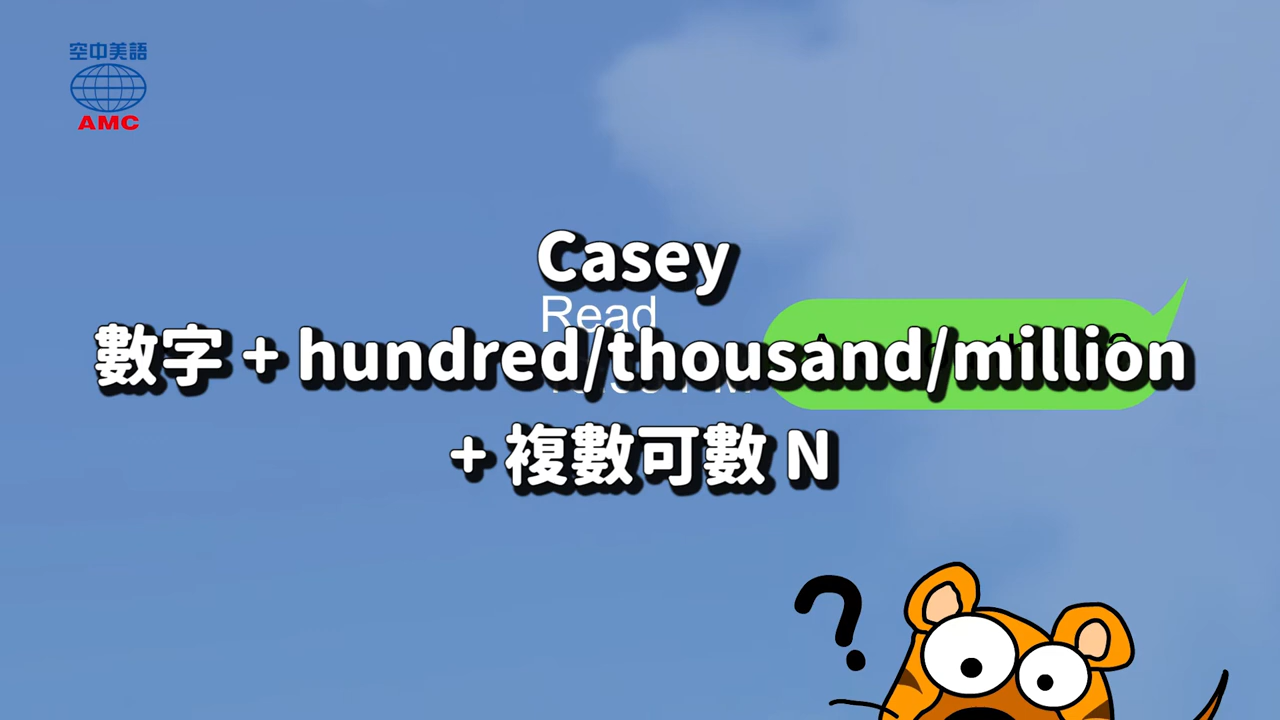 空中美語
AMC
Casey
Read
數字 + hundred/thousand/million
+ 複數可數 N
?